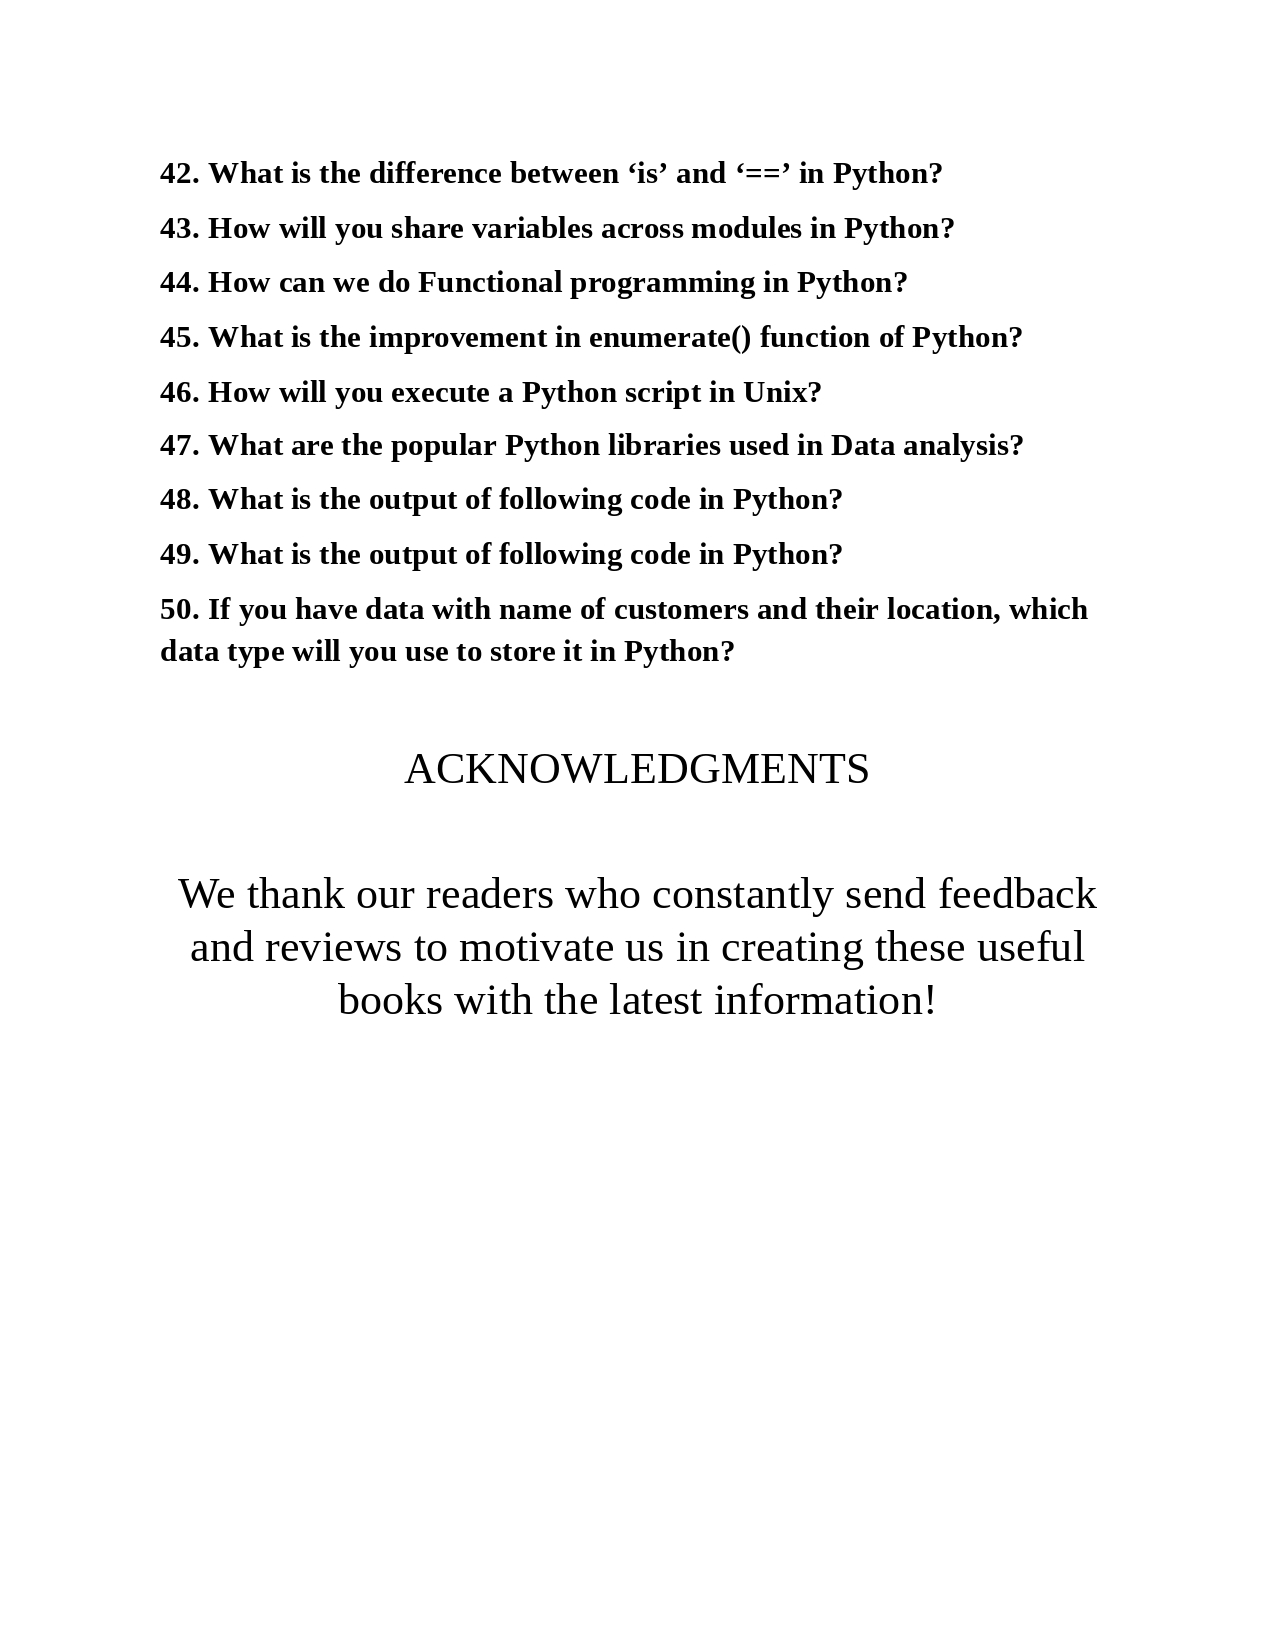 42. What is the difference between ‘is’ and ‘==’ in Python?
43. How will you share variables across modules in Python?
44. How can we do Functional programming in Python?
45. What is the improvement in enumerate() function of Python?
46. How will you execute a Python script in Unix?
47. What are the popular Python libraries used in Data analysis?
48. What is the output of following code in Python?
49. What is the output of following code in Python?
50. If you have data with name of customers and their location, which
data type will you use to store it in Python?
ACKNOWLEDGMENTS
We thank our readers who constantly send feedback
and reviews to motivate us in creating these useful
books with the latest information!